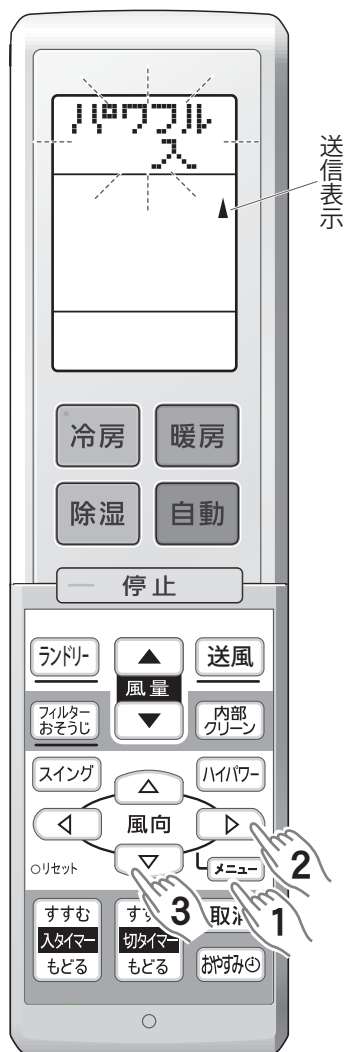 パワフル
ス
送信表示
冷房
暖房
除湿
自動
停止
ランドリー
▲
風量
▼
送風
フィルター
おそうじ
内部
クリーン
スイング
ハイパワー
△
◁ 風向 ▷
▽
○リセット
メニュー
2
3
1
すすむ
入タイマー
もどる
すす
切タイマー
もどる
取
おやすみ